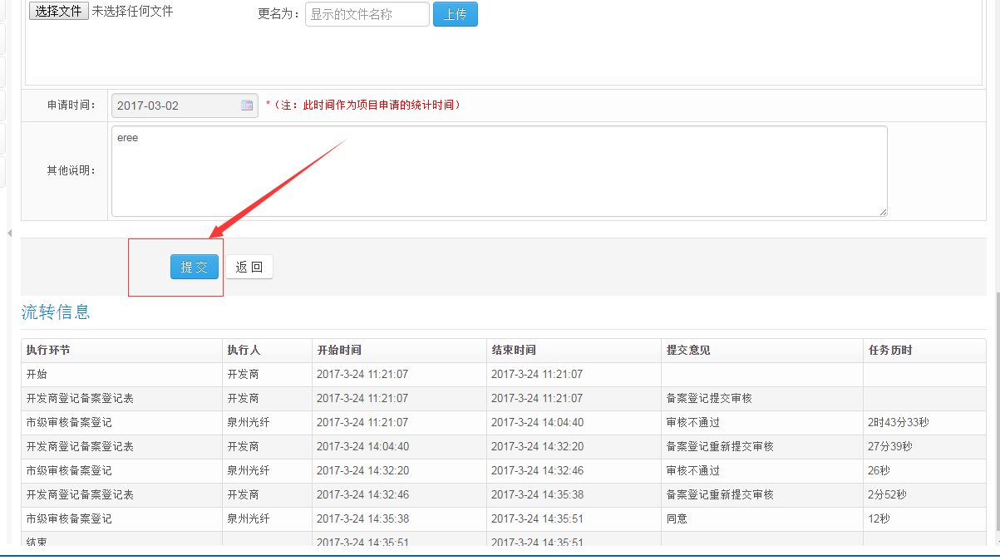 选择文件 未选择任何文件 更名为： 显示的文件名称 上传
申请时间： 2017-03-02 *（注：此时间作为项目申请的统计时间）
其他说明： eree
提 交 返 回
流转信息
执行环节 执行人 开始时间 结束时间 提交意见 任务历时
开始 开发商 2017-3-24 11:21:07 2017-3-24 11:21:07
开发商登记备案登记表 开发商 2017-3-24 11:21:07 2017-3-24 11:21:07 备案登记提交审核
市级审核备案登记 泉州光纤 2017-3-24 11:21:07 2017-3-24 14:04:40 审核不通过 2时43分33秒
开发商登记备案登记表 开发商 2017-3-24 14:04:40 2017-3-24 14:32:20 备案登记重新提交审核 27分39秒
市级审核备案登记 泉州光纤 2017-3-24 14:32:20 2017-3-24 14:32:46 审核不通过 26秒
开发商登记备案登记表 开发商 2017-3-24 14:32:46 2017-3-24 14:35:38 备案登记重新提交审核 2分52秒
市级审核备案登记 泉州光纤 2017-3-24 14:35:38 2017-3-24 14:35:51 同意 12秒
结束 2017-3-24 14:35:51 2017-3-24 14:35:51